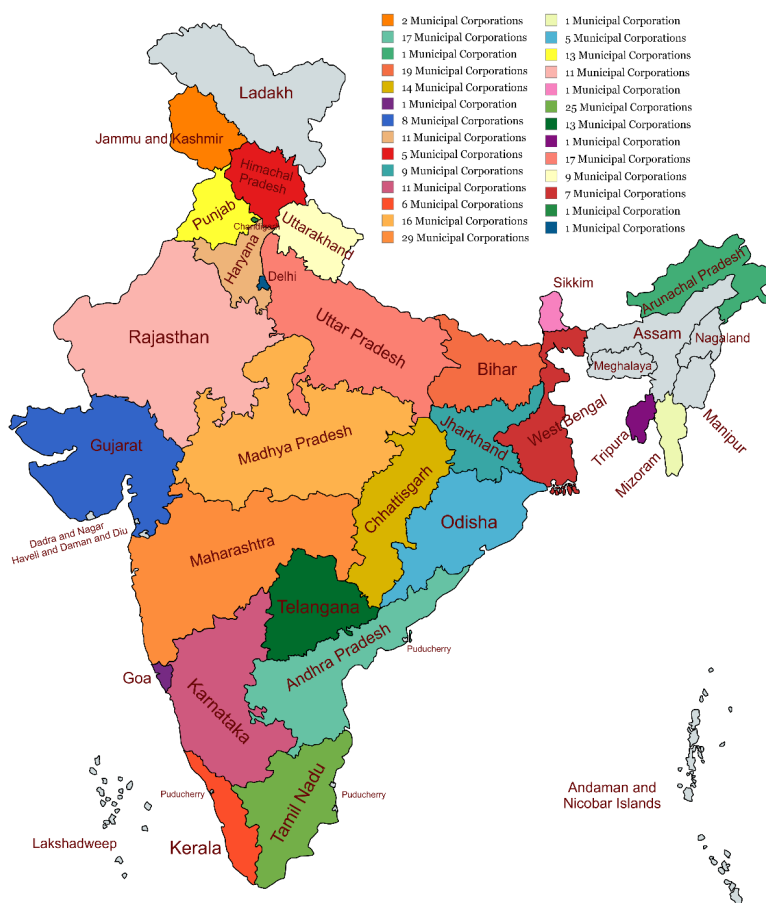 2 Municipal Corporations
17 Municipal Corporations
1 Municipal Corporation
19 Municipal Corporations
14 Municipal Corporations
1 Municipal Corporation
8 Municipal Corporations
11 Municipal Corporations
5 Municipal Corporations
9 Municipal Corporations
11 Municipal Corporations
6 Municipal Corporations
16 Municipal Corporations
29 Municipal Corporations
1 Municipal Corporation
5 Municipal Corporations
13 Municipal Corporations
11 Municipal Corporations
1 Municipal Corporation
25 Municipal Corporations
13 Municipal Corporations
1 Municipal Corporation
17 Municipal Corporations
9 Municipal Corporations
7 Municipal Corporations
1 Municipal Corporation
1 Municipal Corporation
Ladakh
Jammu and Kashmir
Himachal
Pradesh
Punjab
Chandigarh
Uttarakhand
Haryana
Delhi
Rajasthan
Uttar Pradesh
Sikkim
Arunachal Pradesh
Assam
Nagaland
Meghalaya
Bihar
Manipur
Tripura
Mizoram
West Bengal
Jharkhand
Gujarat
Madhya Pradesh
Chhattisgarh
Odisha
Dadra and Nagar
Haveli and Daman and Diu
Maharashtra
Telangana
Andhra Pradesh
Puducherry
Goa
Karnataka
Puducherry
Tamil Nadu
Puducherry
Kerala
Lakshadweep
Andaman and
Nicobar Islands